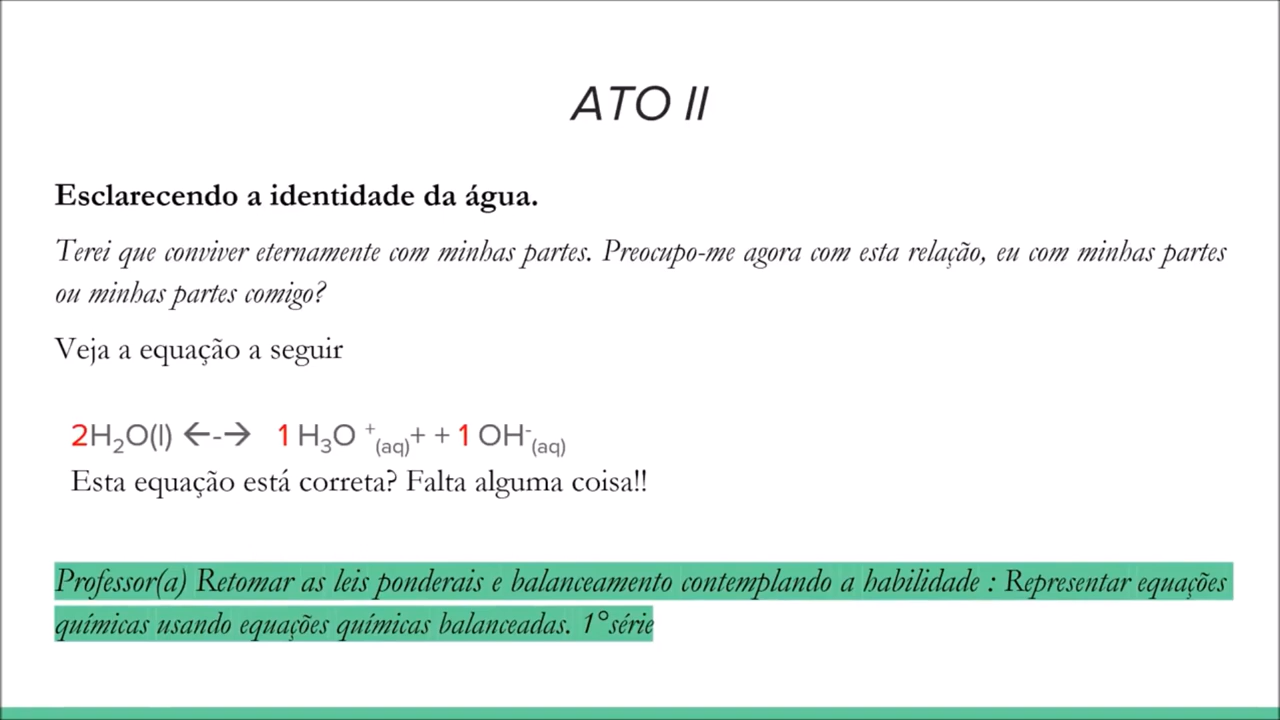 ATO II
Esclarecendo a identidade da água.
Terei que conviver eternamente com minhas partes. Preocupo-me agora com esta relação, eu com minhas partes
ou minhas partes comigo?
Veja a equação a seguir
2H₂O(l) ←-→ 1 H₃O ⁺₍aq₎+ + 1 OH⁻₍aq₎
Esta equação está correta? Falta alguma coisa!!
Professor(a) Retomar as leis ponderais e balanceamento contemplando a habilidade : Representar equações
químicas usando equações químicas balanceadas. 1°série